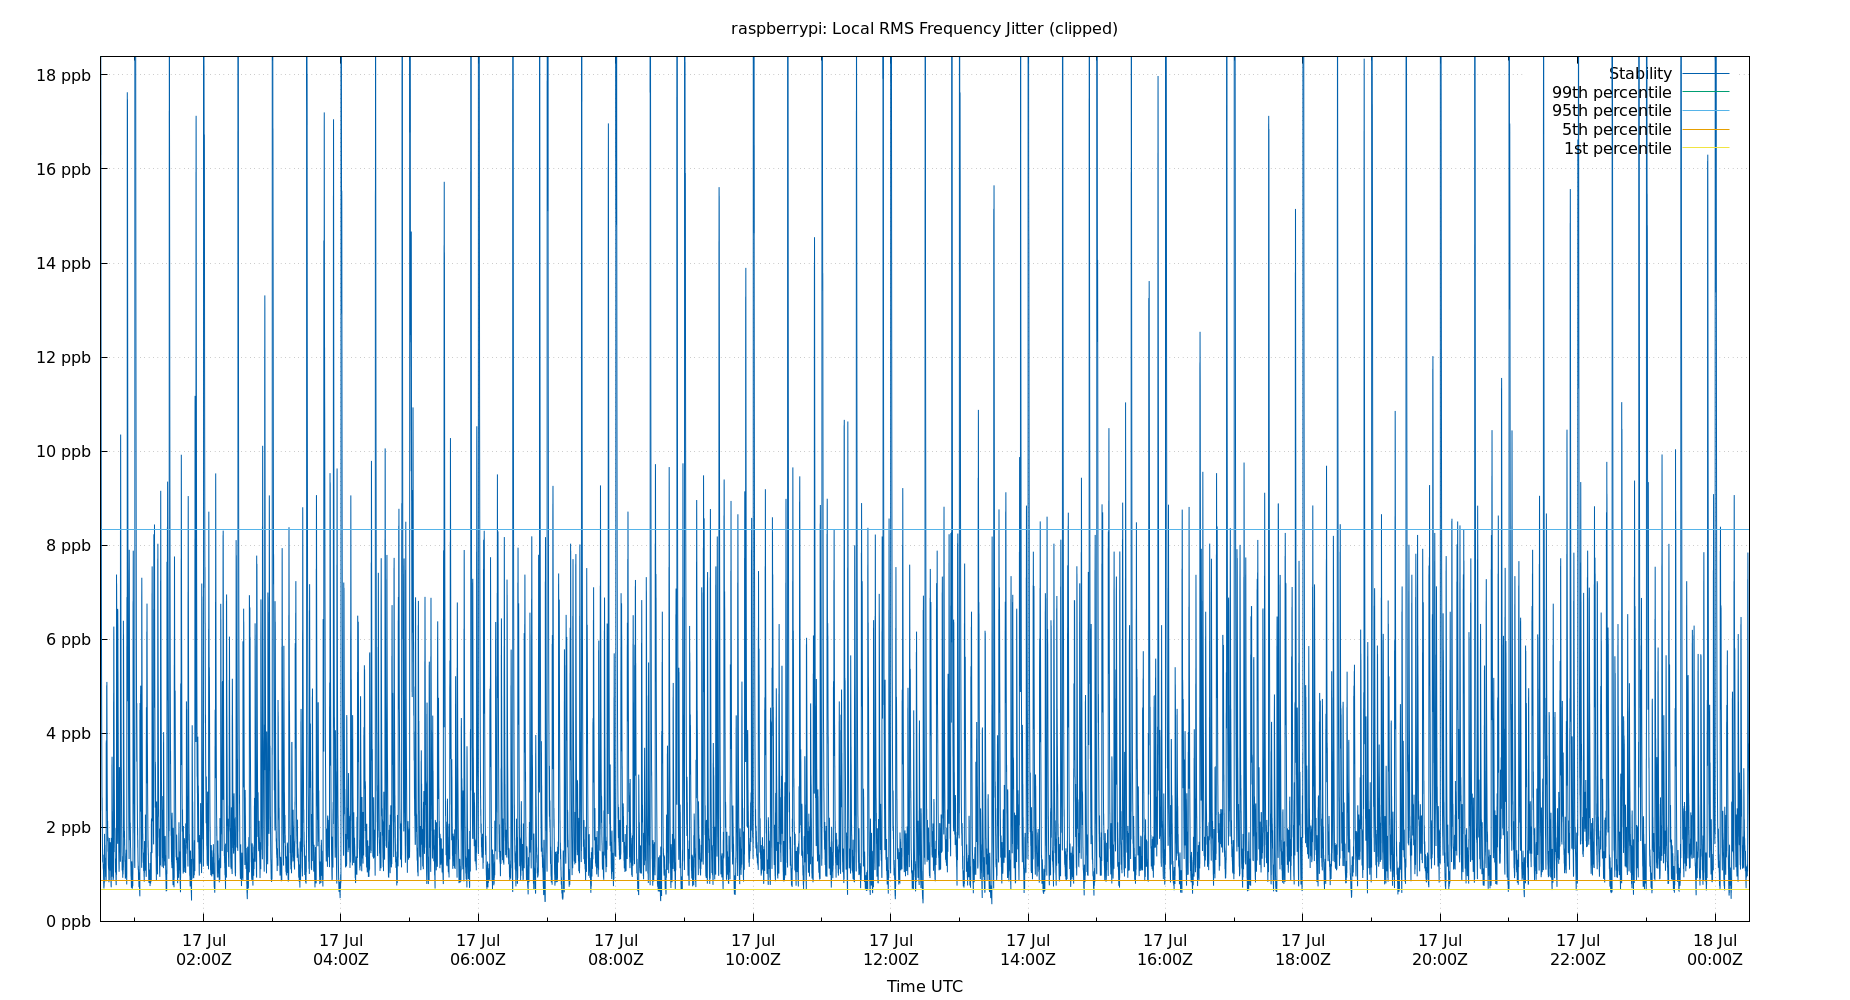 raspberrypi: Local RMS Frequency Jitter (clipped)
18 ppb
16 ppb
14 ppb
12 ppb
10 ppb
8 ppb
6 ppb
4 ppb
2 ppb
0 ppb
Stability
99th percentile
95th percentile
5th percentile
1st percentile
17 Jul 17 Jul 17 Jul 17 Jul 17 Jul 17 Jul 17 Jul 17 Jul 17 Jul 17 Jul 17 Jul 18 Jul
02:00Z 04:00Z 06:00Z 08:00Z 10:00Z 12:00Z 14:00Z 16:00Z 18:00Z 20:00Z 22:00Z 00:00Z
Time UTC